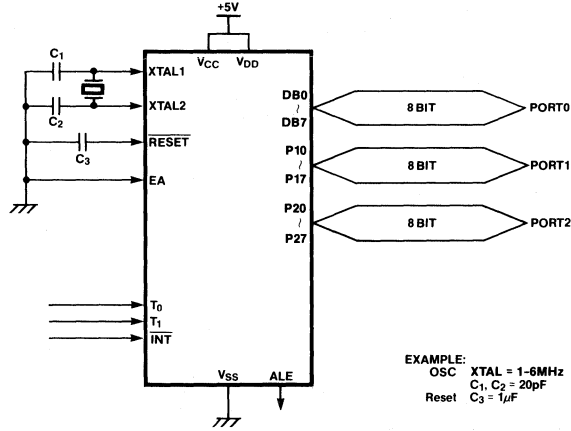 +5V
VCC VDD
C1
XTAL1
C2
XTAL2
C3
RESET
EA
DB0
~
DB7
8 BIT
PORT0
P10
~
P17
8 BIT
PORT1
P20
~
P27
8 BIT
PORT2
T0
T1
INT
VSS ALE
EXAMPLE:
OSC XTAL = 1-6MHz
C1, C2 = 20pF
Reset C3 = 1μF